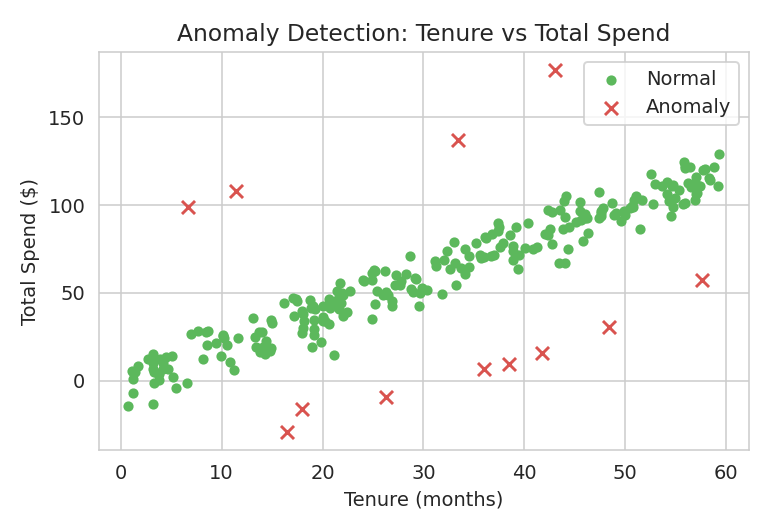 Anomaly Detection: Tenure vs Total Spend
Normal
Anomaly
Total Spend ($)
150
100
50
0
0 10 20 30 40 50 60
Tenure (months)